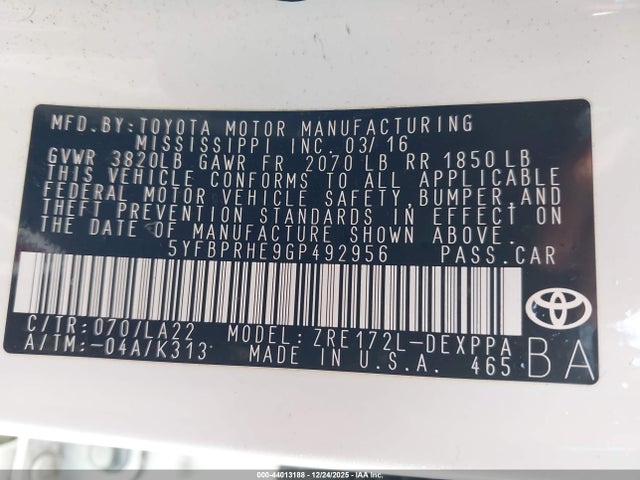 MFD.BY:TOYOTA MOTOR MANUFACTURING
MISSISSIPPI INC. 03/16
GVWR 3820LB GAWR FR 2070 LB RR 1850 LB
THIS VEHICLE CONFORMS TO ALL APPLICABLE
FEDERAL MOTOR VEHICLE SAFETY, BUMPER, AND
THEFT PREVENTION STANDARDS IN EFFECT ON
THE DATE OF MANUFACTURE SHOWN ABOVE.
5YFBPRHE9GP492956 PASS.CAR
C/TR:070/LA22 MODEL: ZRE172L-DEXPPA
A/TM:-04A/K313 MADE IN U.S.A. 465 BA
000-44013188 - 12/24/2025 - IAA Inc.